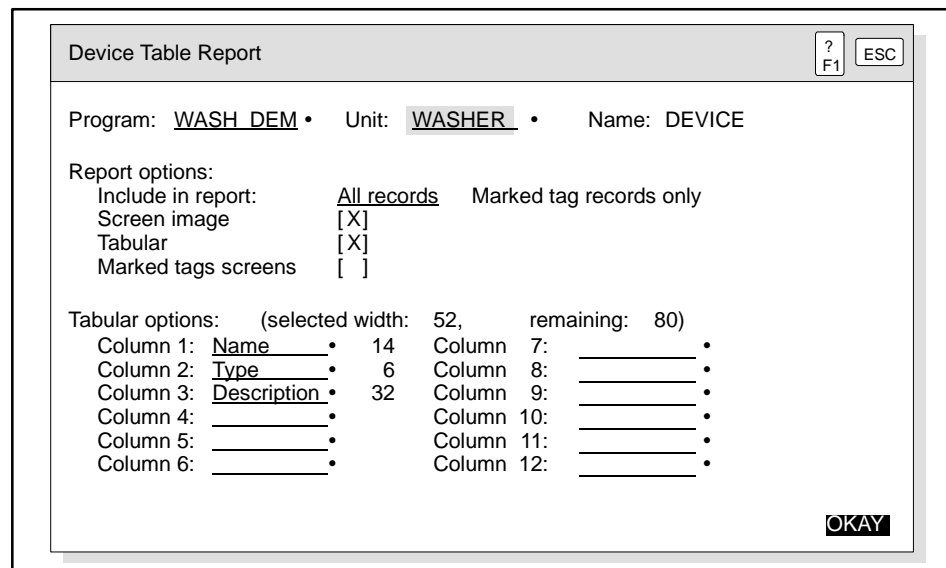 Device Table Report ? F1 ESC
Program: WASH_DEM • Unit: WASHER • Name: DEVICE
Report options:
Include in report: All records Marked tag records only
Screen image [X]
Tabular [X]
Marked tags screens [ ]
Tabular options: (selected width: 52, remaining: 80)
Column 1: Name • 14 Column 7: •
Column 2: Type • 6 Column 8: •
Column 3: Description • 32 Column 9: •
Column 4: • Column 10: •
Column 5: • Column 11: •
Column 6: • Column 12: •
OKAY